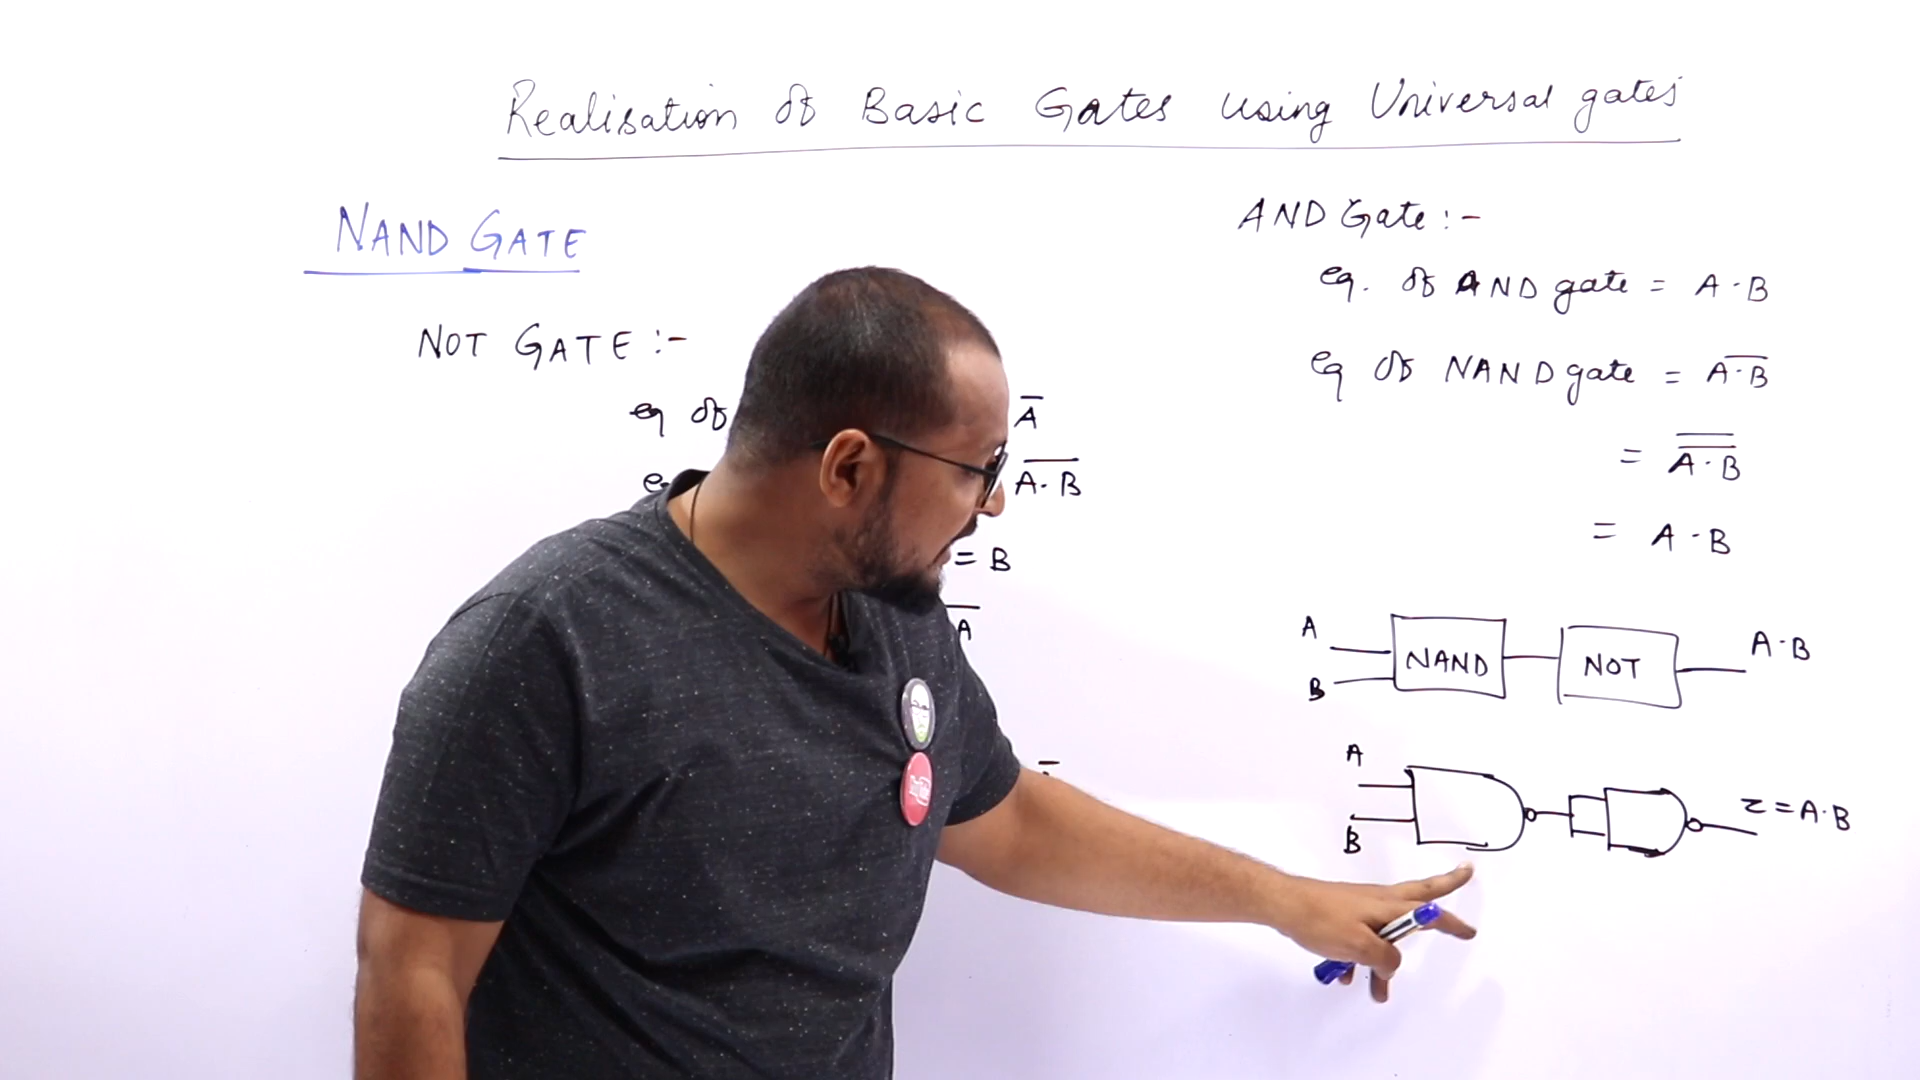 Realisation of Basic Gates using Universal gates
NAND GATE
NOT GATE :-
eq of A̅
A̅.̅B̅
= B
A̅
AND Gate :-
eq. of AND gate = A·B
eq of NAND gate = A̅·̅B̅
= A̿·̿B̿
= A·B
A
B
NAND
NOT
A·B
A
B
Z = A·B